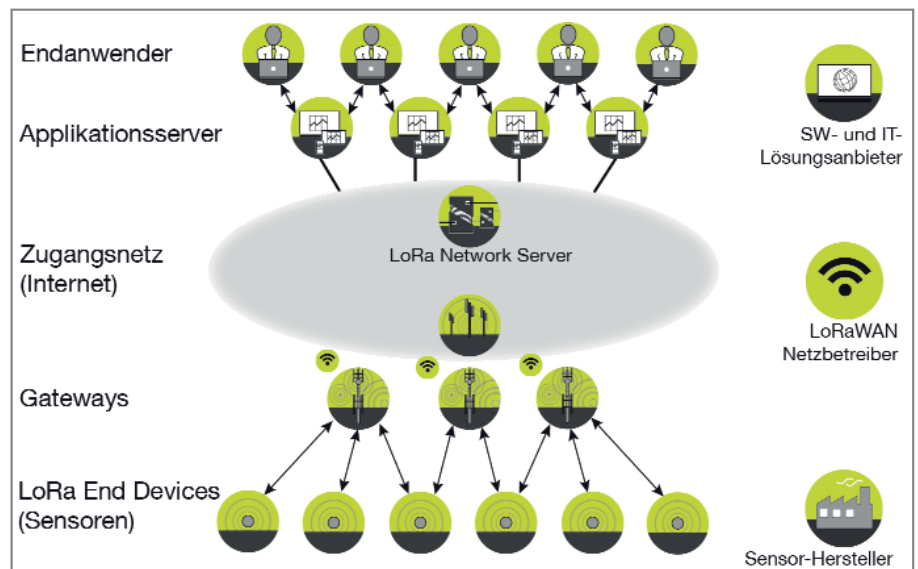 Endanwender
Applikationsserver
SW- und IT-
Lösungsanbieter
Zugangsnetz
(Internet)
LoRa Network Server
LoRaWAN
Netzbetreiber
Gateways
LoRa End Devices
(Sensoren)
Sensor-Hersteller